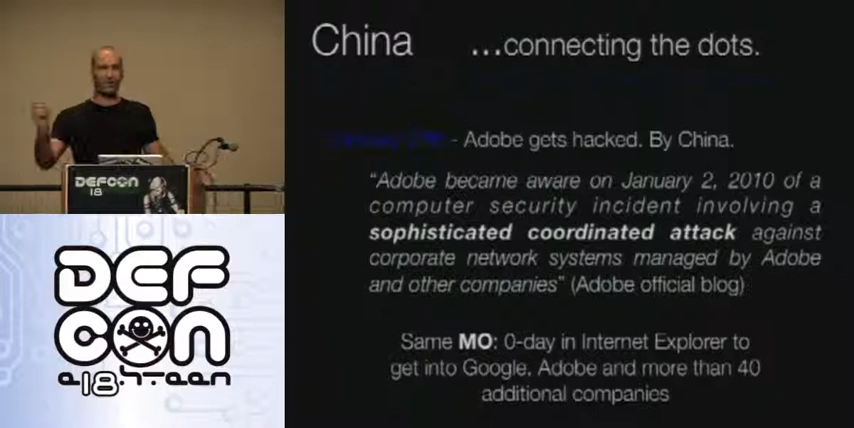 China ...connecting the dots.
- Adobe gets hacked. By China.
"Adobe became aware on January 2, 2010 of a
computer security incident involving a
sophisticated coordinated attack against
corporate network systems managed by Adobe
and other companies" (Adobe official blog)
Same MO: 0-day in Internet Explorer to
get into Google, Adobe and more than 40
additional companies
DEFCON
18
DEF
CON